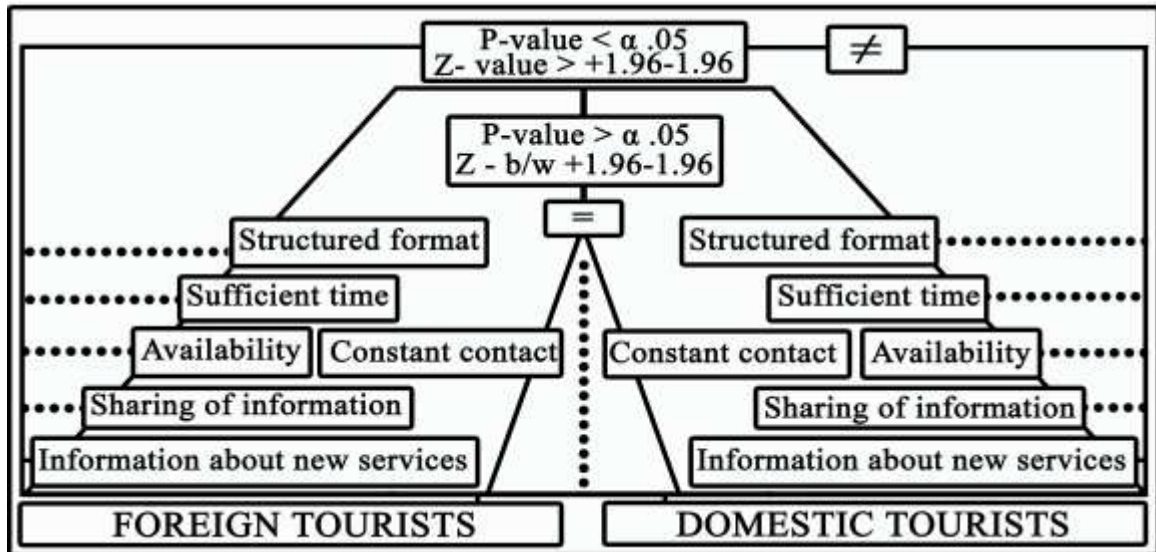 P-value < α .05
Z- value > +1.96-1.96
≠
P-value > α .05
Z - b/w +1.96-1.96
=
Structured format
Structured format
Sufficient time
Sufficient time
Availability
Constant contact
Constant contact
Availability
Sharing of information
Sharing of information
Information about new services
Information about new services
FOREIGN TOURISTS
DOMESTIC TOURISTS